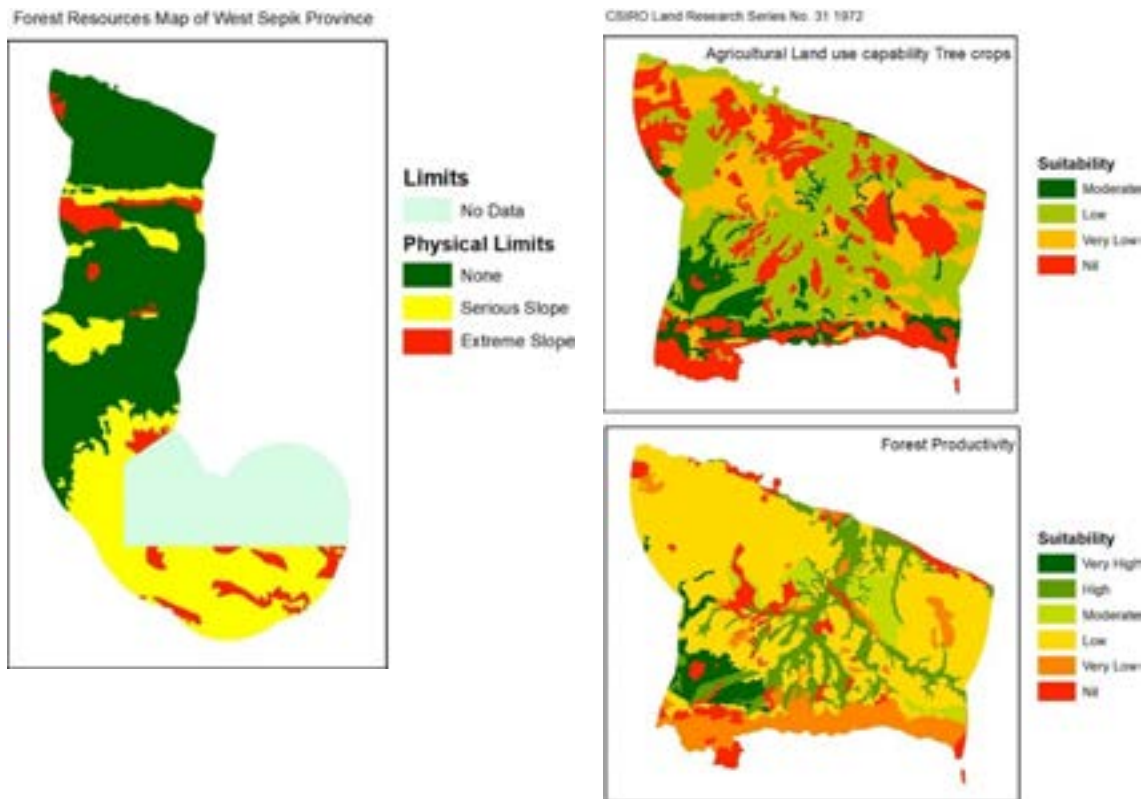 Forest Resources Map of West Sepik Province
Limits
No Data
Physical Limits
None
Serious Slope
Extreme Slope
CSIRO Land Research Series No. 31 1972
Agricultural Land use capability Tree crops
Suitability
Moderate
Low
Very Low
Nil
Forest Productivity
Suitability
Very High
High
Moderate
Low
Very Low
Nil